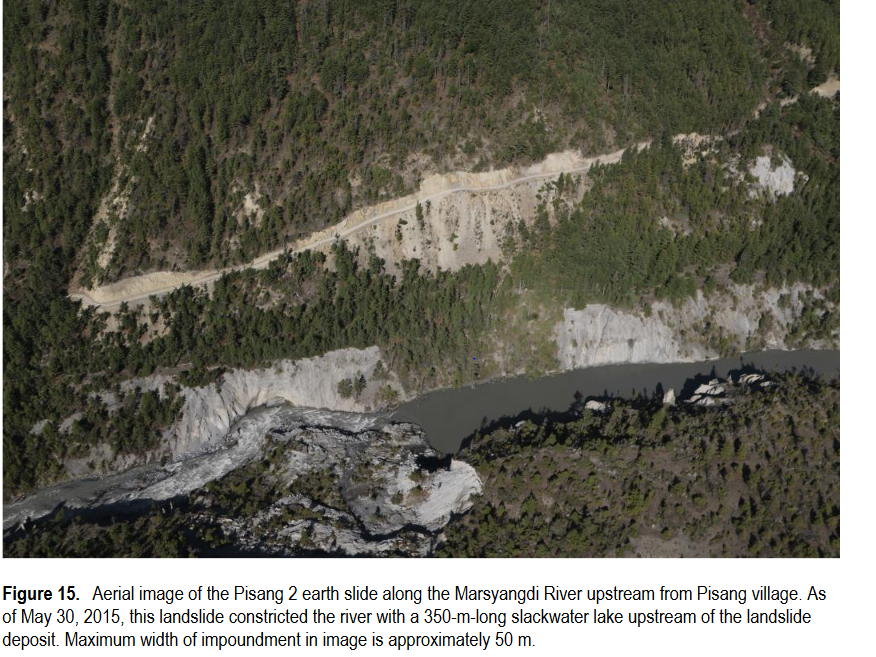 Figure 15. Aerial image of the Pisang 2 earth slide along the Marsyangdi River upstream from Pisang village. As
of May 30, 2015, this landslide constricted the river with a 350-m-long slackwater lake upstream of the landslide
deposit. Maximum width of impoundment in image is approximately 50 m.